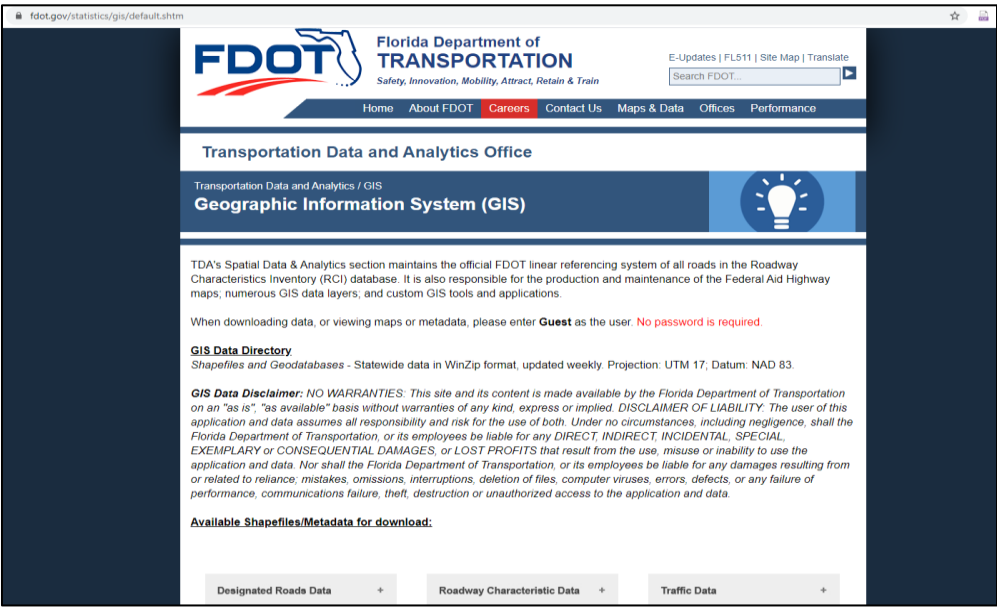 fdot.gov/statistics/gis/default.shtm
FDOT
Florida Department of
TRANSPORTATION
Safety, Innovation, Mobility, Attract, Retain & Train
E-Updates | FL511 | Site Map | Translate
Search FDOT...
Home About FDOT Careers Contact Us Maps & Data Offices Performance
Transportation Data and Analytics Office
Transportation Data and Analytics / GIS
Geographic Information System (GIS)
TDA's Spatial Data & Analytics section maintains the official FDOT linear referencing system of all roads in the Roadway
Characteristics Inventory (RCI) database. It is also responsible for the production and maintenance of the Federal Aid Highway
maps; numerous GIS data layers; and custom GIS tools and applications.
When downloading data, or viewing maps or metadata, please enter Guest as the user. No password is required.
GIS Data Directory
Shapefiles and Geodatabases - Statewide data in WinZip format, updated weekly. Projection: UTM 17; Datum: NAD 83.
GIS Data Disclaimer: NO WARRANTIES: This site and its content is made available by the Florida Department of Transportation
on an "as is", "as available" basis without warranties of any kind, express or implied. DISCLAIMER OF LIABILITY: The user of this
application and data assumes all responsibility and risk for the use of both. Under no circumstances, including negligence, shall the
Florida Department of Transportation, or its employees be liable for any DIRECT, INDIRECT, INCIDENTAL, SPECIAL,
EXEMPLARY or CONSEQUENTIAL DAMAGES, or LOST PROFITS that result from the use, misuse or inability to use the
application and data. Nor shall the Florida Department of Transportation, or its employees be liable for any damages resulting from
or related to reliance; mistakes, omissions, interruptions, deletion of files, computer viruses, errors, defects, or any failure of
performance, communications failure, theft, destruction or unauthorized access to the application and data.
Available Shapefiles/Metadata for download:
Designated Roads Data + Roadway Characteristic Data + Traffic Data +